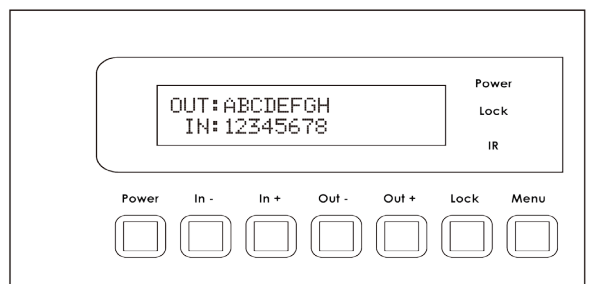 Power
OUT:ABCDEFGH
Lock
IN:12345678
IR
Power In - In + Out - Out + Lock Menu